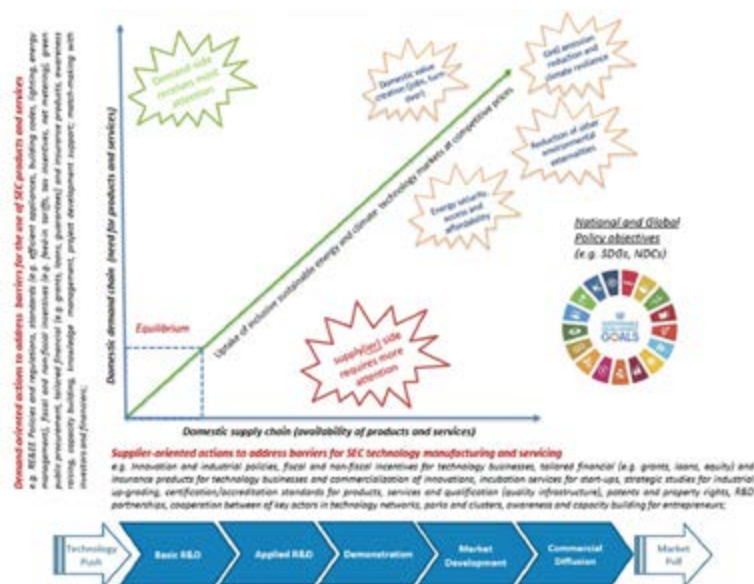 Demand-oriented actions to address barriers for the use of SEC products and services
e.g. RE&EE Policies and regulations, standards (e.g. efficient appliances, building codes, lighting, energy
management), fiscal and non-fiscal incentives (e.g. feed-in tariffs, tax incentives, net metering), green
public procurement, tailored financial (e.g. grants, loans, guarantees) and insurance products, awareness
raising, capacity building, knowledge management, project development support; match-making with
investors and financiers;
Domestic demand chain (need for products and services)
Demand-side
receives most
attention
Domestic value
creation (jobs, turn-
over)
GHG emission
reduction and
climate resilience
Reduction of other
environmental
externalities
Energy security,
access and
affordability
Uptake of inclusive sustainable energy and climate technology markets at competitive prices
National and Global
Policy objectives
(e.g. SDGs, NDCs)
GOALS
Equilibrium
supply(ier) side
requires more
attention
Domestic supply chain (availability of products and services)
Supplier-oriented actions to address barriers for SEC technology manufacturing and servicing
e.g. Innovation and industrial policies, fiscal and non-fiscal incentives for technology businesses, tailored financial (e.g. grants, loans, equity) and
insurance products for technology businesses and commercialization of innovations, incubation services for start-ups, strategic studies for industrial
up-grading, certification/accreditation standards for products, services and qualification (quality infrastructure), patents and property rights, R&D
partnerships, cooperation between of key actors in technology networks, parks and clusters, awareness and capacity building for entrepreneurs;
Technology
Push
Basic R&D
Applied R&D
Demonstration
Market
Development
Commercial
Diffusion
Market
Pull